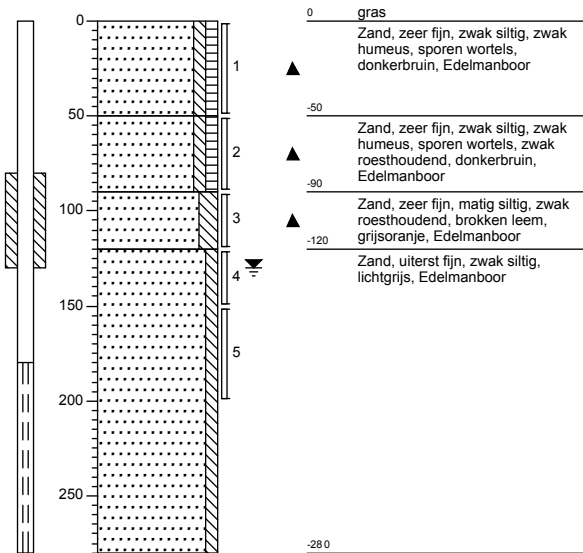 0
50
100
150
200
250
1
2
3
4
5
0 gras
Zand, zeer fijn, zwak siltig, zwak
humeus, sporen wortels,
donkerbruin, Edelmanboor
-50
Zand, zeer fijn, zwak siltig, zwak
humeus, sporen wortels, zwak
roesthoudend, donkerbruin,
Edelmanboor
-90
Zand, zeer fijn, matig siltig, zwak
roesthoudend, brokken leem,
grijsoranje, Edelmanboor
-120
Zand, uiterst fijn, zwak siltig,
lichtgrijs, Edelmanboor
-280